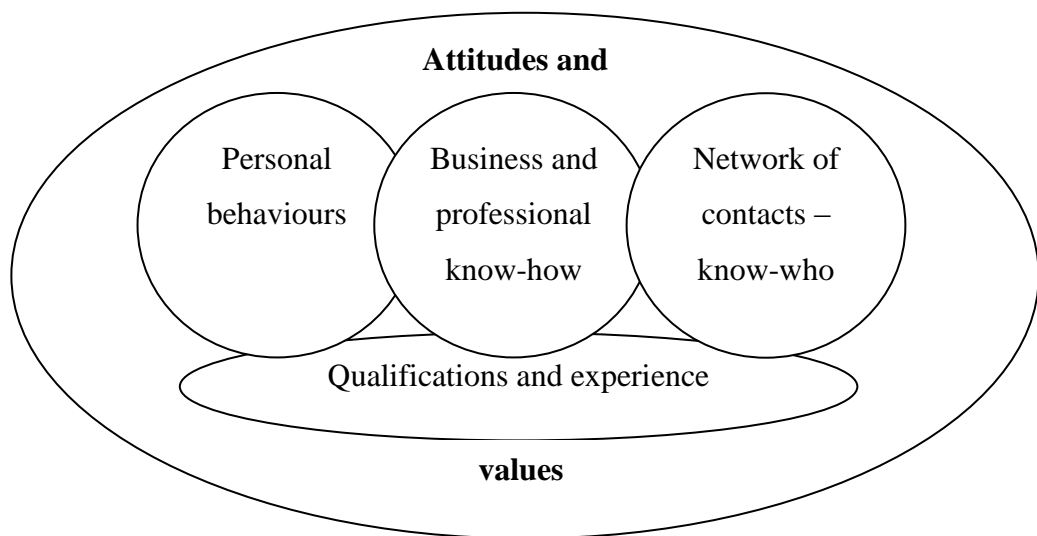 Attitudes and
Personal
behaviours
Business and
professional
know-how
Network of
contacts –
know-who
Qualifications and experience
values